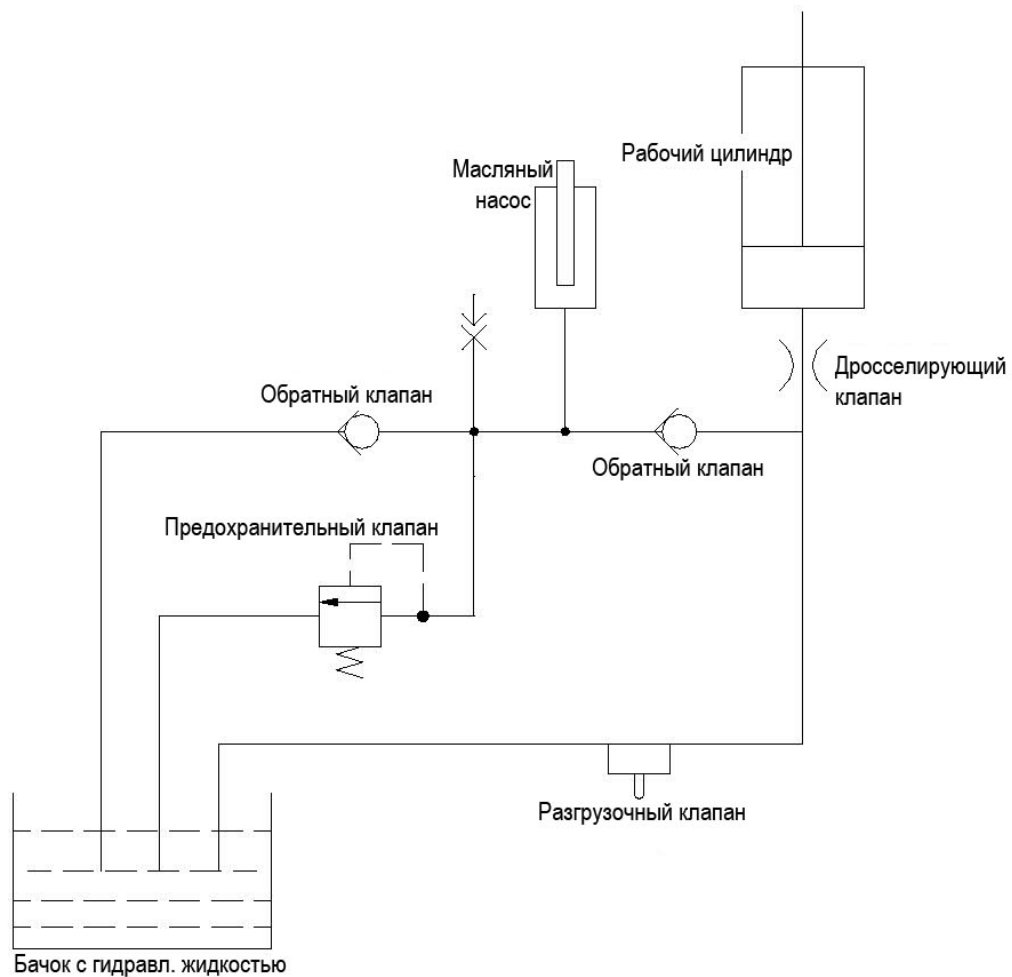 Рабочий цилиндр
Масляный
насос
Дросселирующий
клапан
Обратный клапан
Обратный клапан
Предохранительный клапан
Разгрузочный клапан
Бачок с гидравл. жидкостью